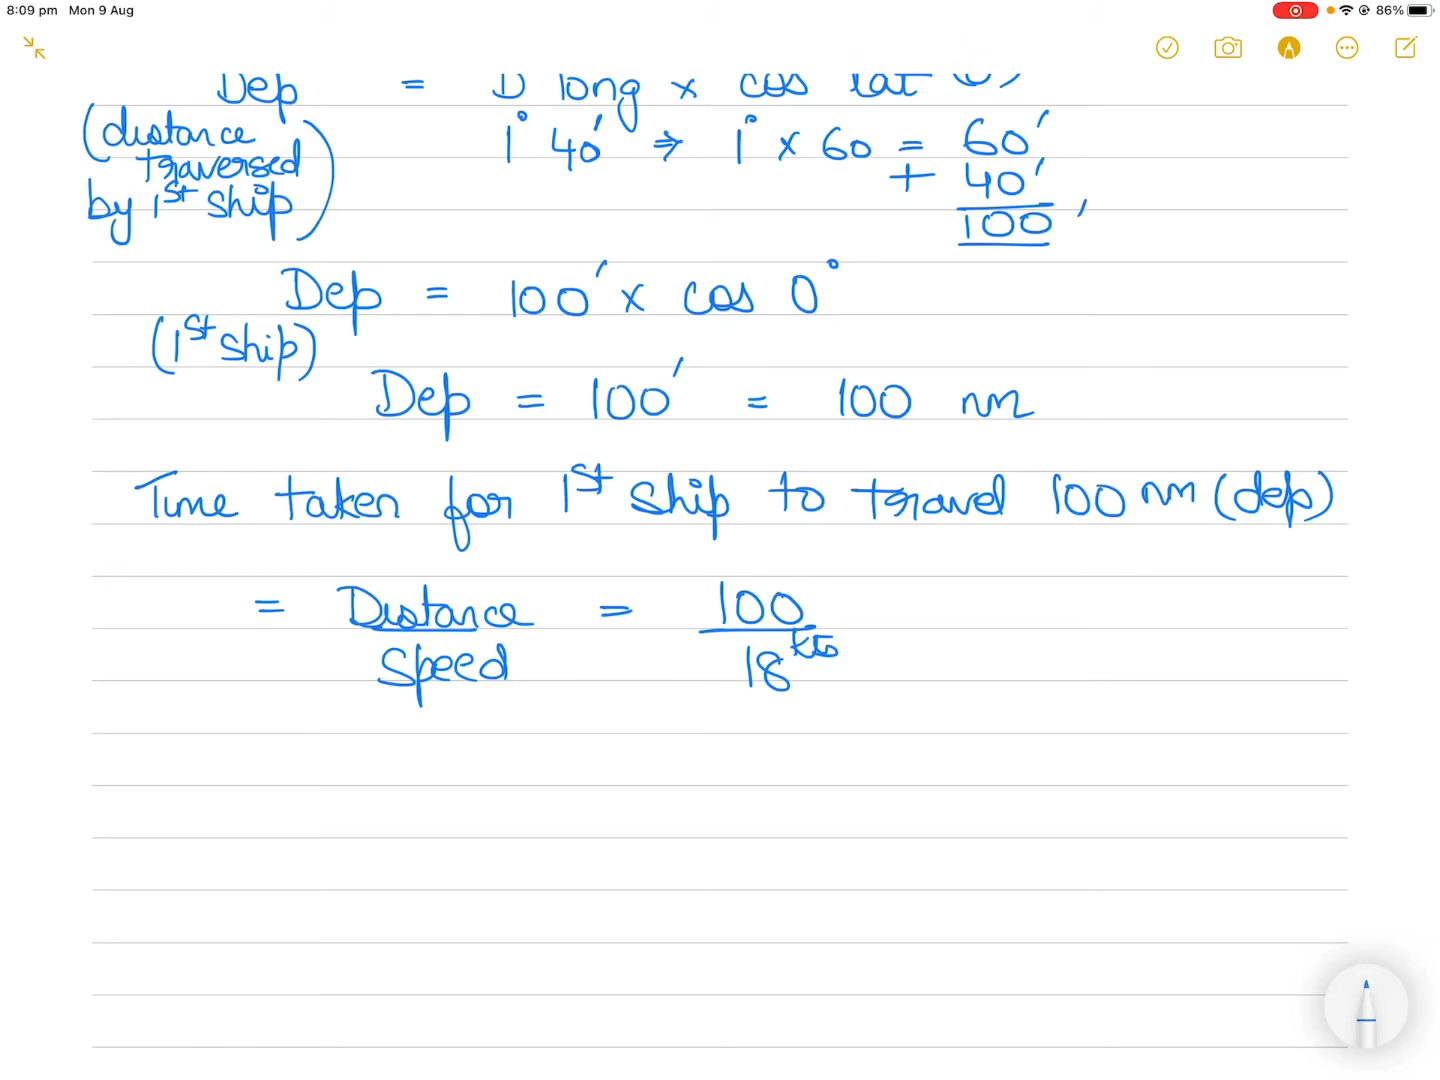 8:09 pm Mon 9 Aug 86%
Dep = D long × cos lat
(distance traversed by 1st ship) 1° 40' ⇒ 1° × 60 = 60'
+ 40'
100'
Dep = 100' × cos 0°
(1st ship)
Dep = 100' = 100 nm
Time taken for 1st ship to travel 100 nm (dep)
= Distance = 100
Speed 18 kts